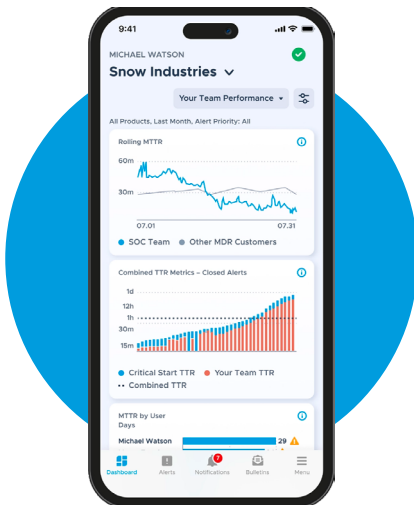 9:41
MICHAEL WATSON
Snow Industries
Your Team Performance
All Products, Last Month, Alert Priority: All
Rolling MTTR
60m
30m
07.01 07.31
SOC Team Other MDR Customers
Combined TTR Metrics – Closed Alerts
1d
12h
1h
30m
15m
Critical Start TTR Your Team TTR
Combined TTR
MTTR by User
Days
Michael Watson 29
7
Dashboard Alerts Notifications Bulletins Menu